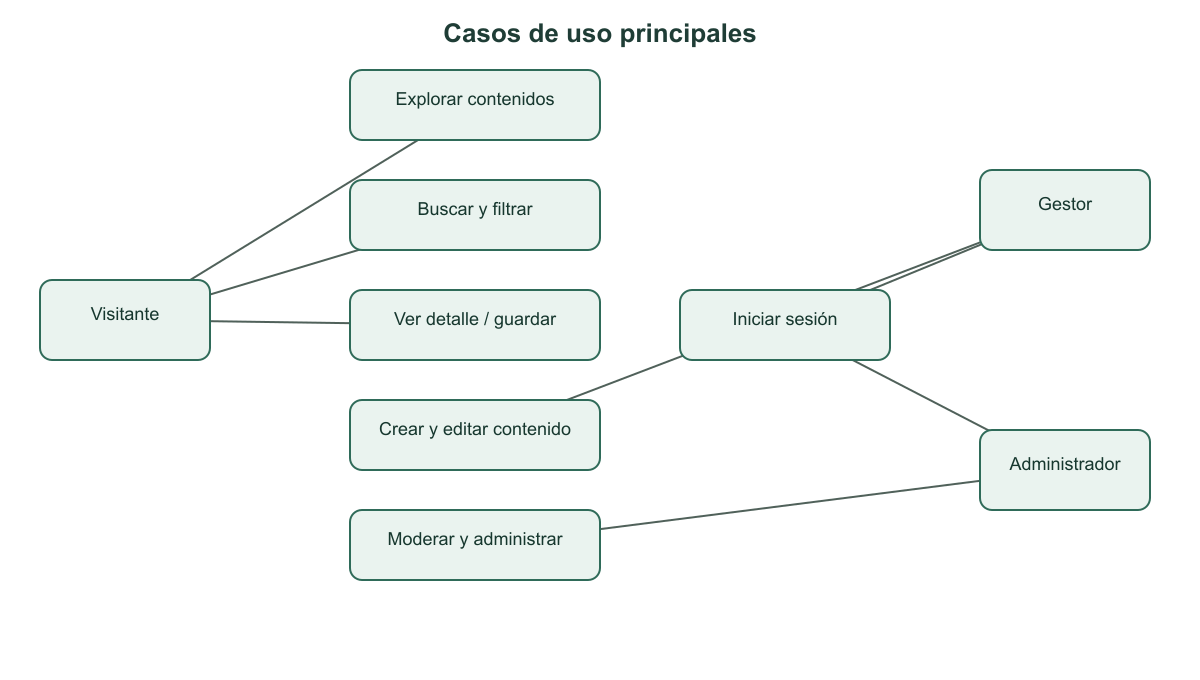 Casos de uso principales
Explorar contenidos
Buscar y filtrar
Gestor
Visitante
Ver detalle / guardar
Iniciar sesión
Crear y editar contenido
Administrador
Moderar y administrar